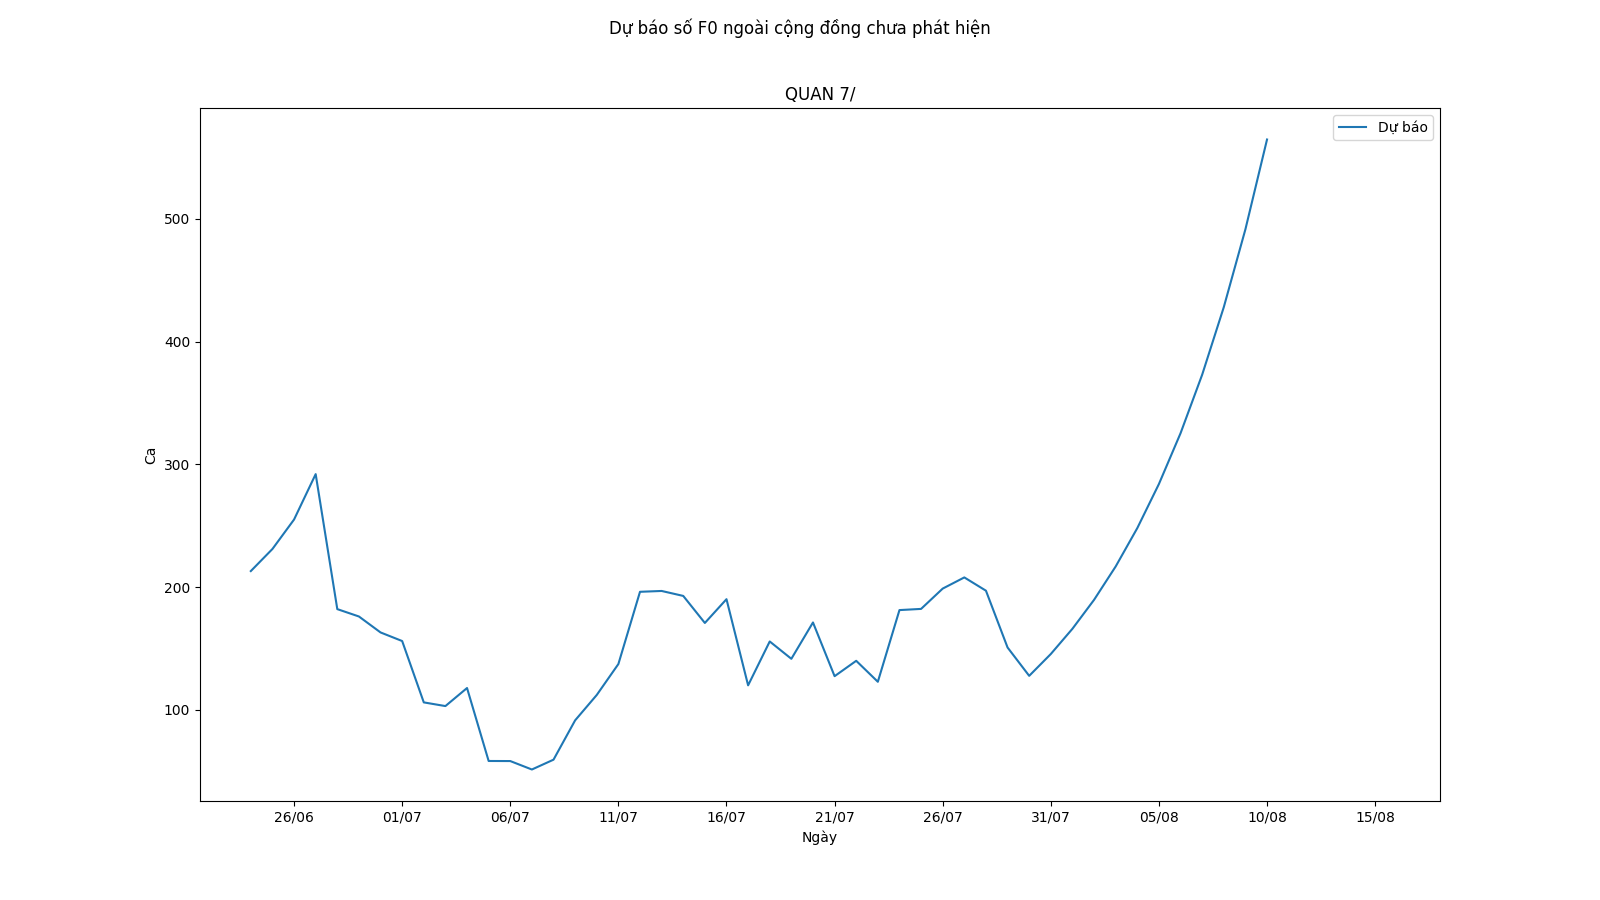 Dự báo số F0 ngoài cộng đồng chưa phát hiện
QUAN 7/
Dự báo
Ca
500
400
300
200
100
26/06 01/07 06/07 11/07 16/07 21/07 26/07 31/07 05/08 10/08 15/08
Ngày